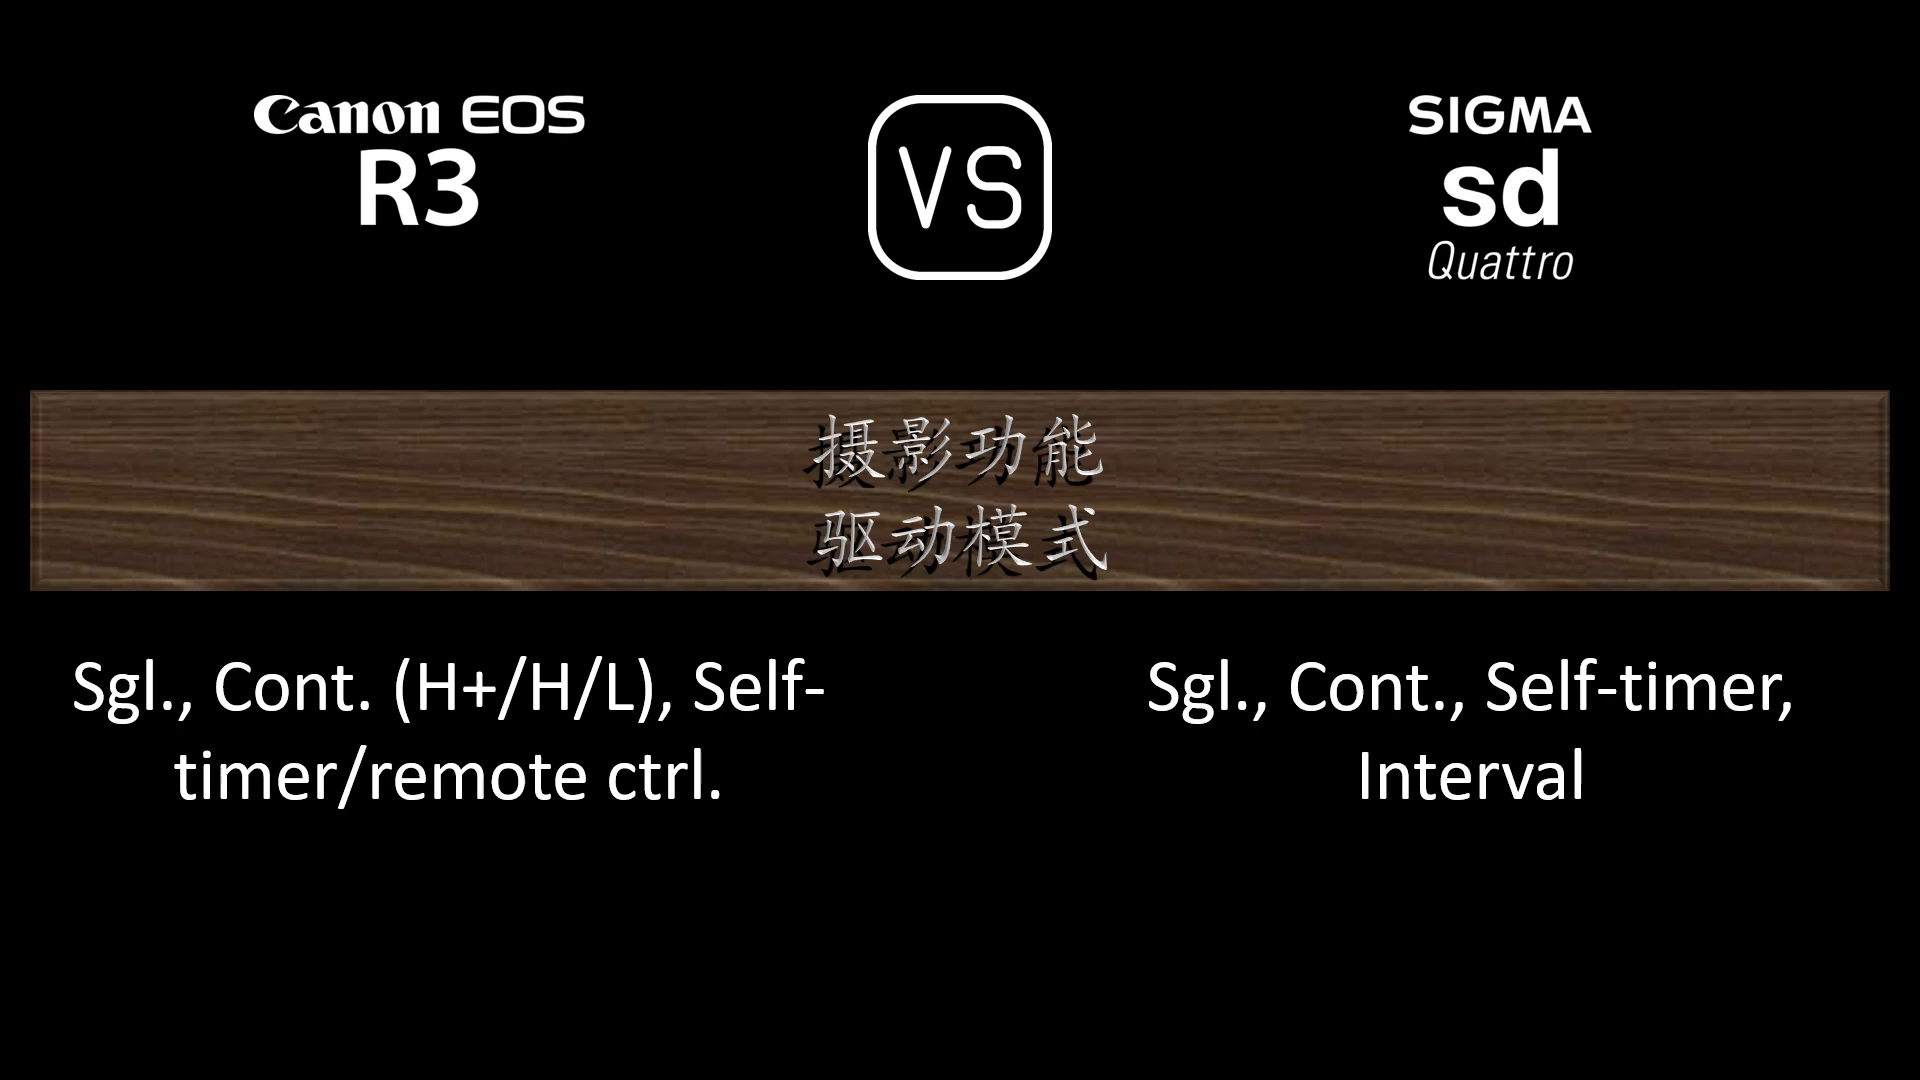 Canon EOS
R3
VS
SIGMA
sd
Quattro
摄影功能
驱动模式
Sgl., Cont. (H+/H/L), Self-
timer/remote ctrl.
Sgl., Cont., Self-timer,
Interval